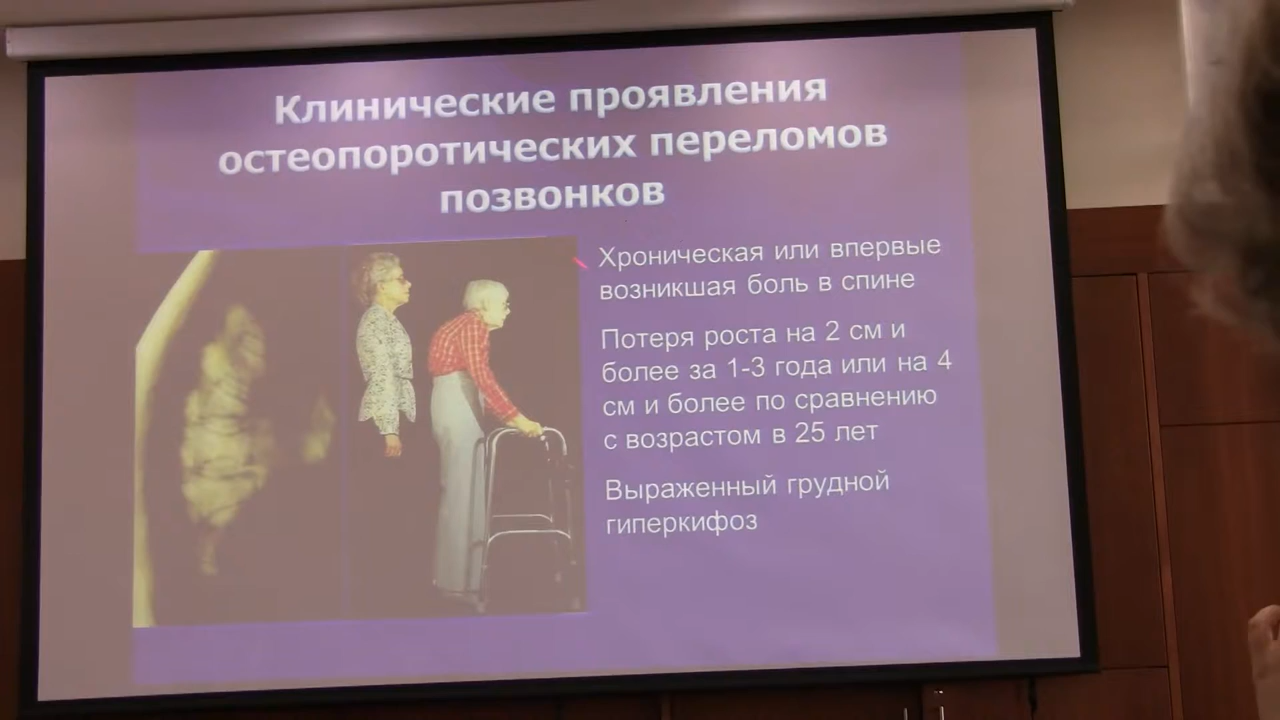 Клинические проявления
остеопоротических переломов
позвонков
Хроническая или впервые
возникшая боль в спине
Потеря роста на 2 см и
более за 1-3 года или на 4
см и более по сравнению
с возрастом в 25 лет
Выраженный грудной
гиперкифоз